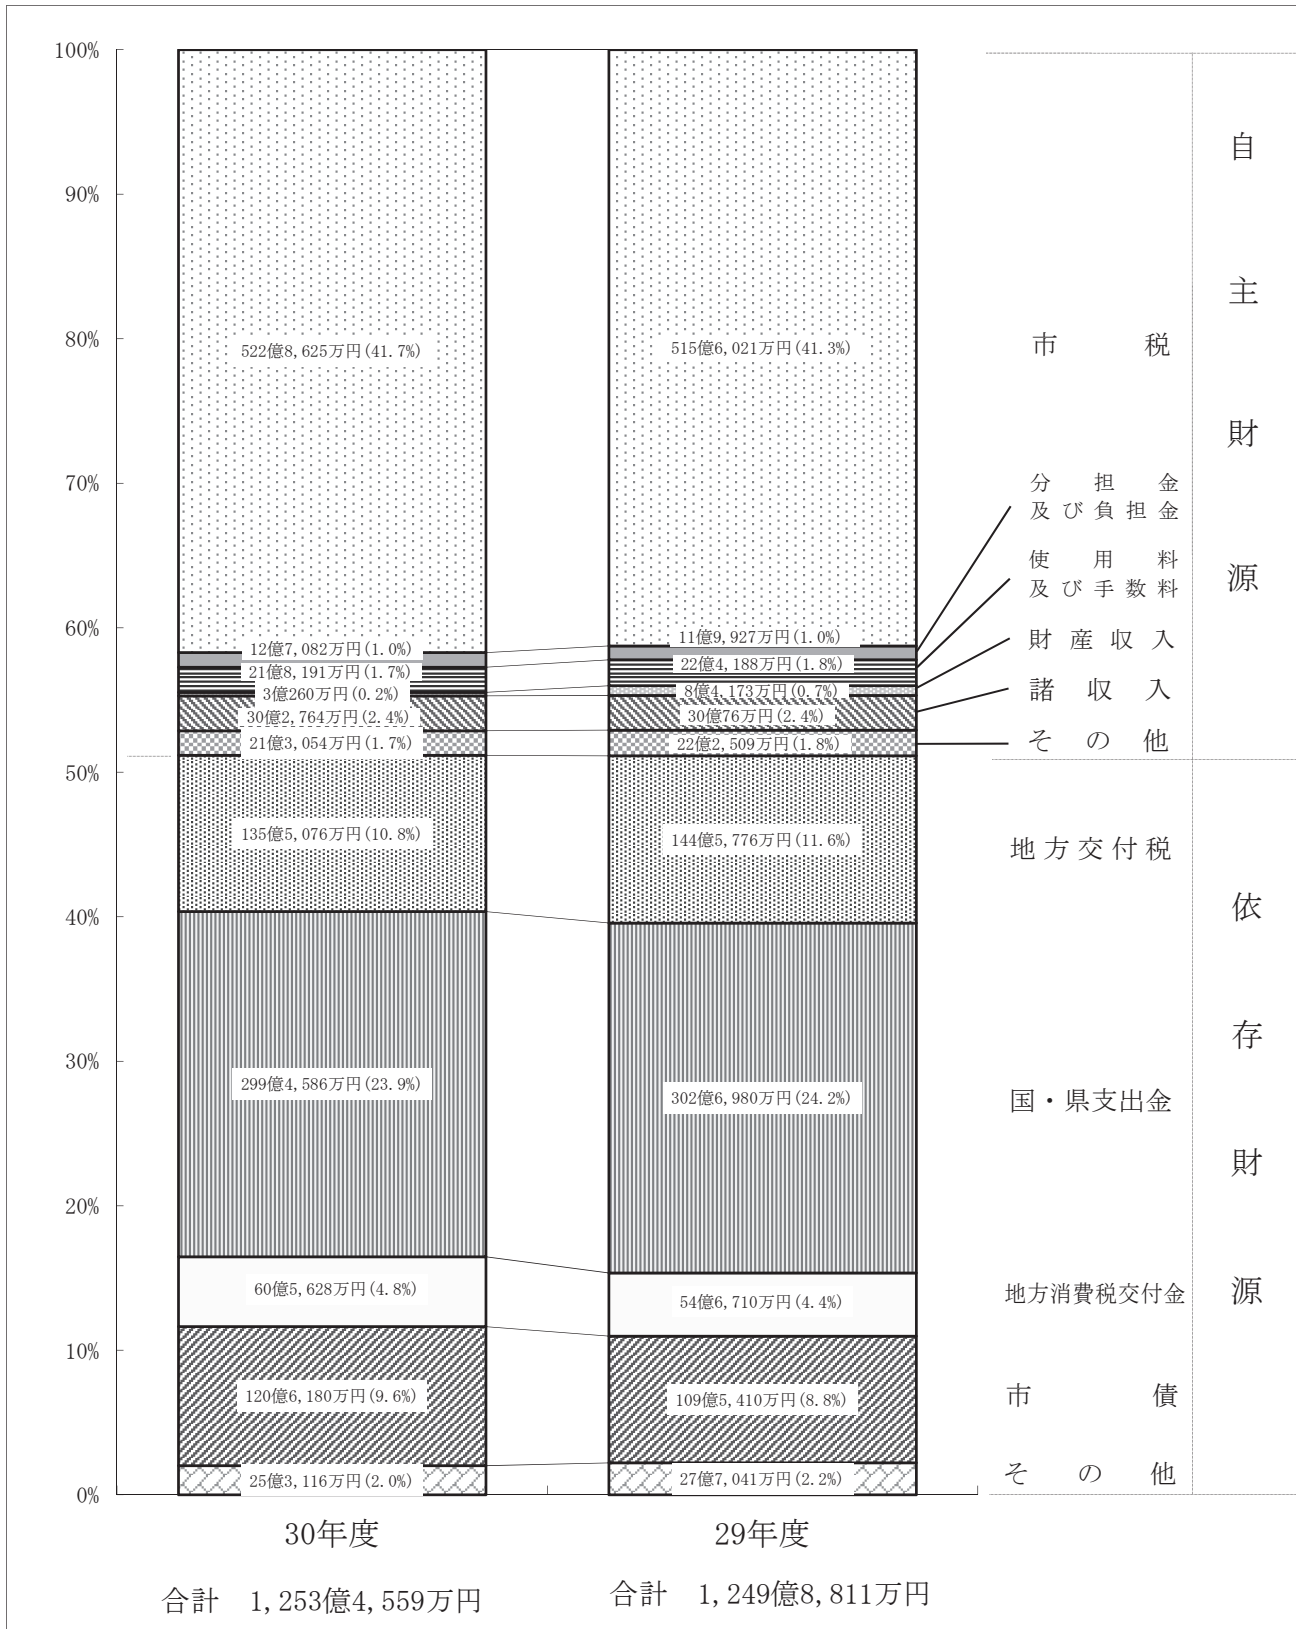 100%
90%
80%
70%
60%
50%
40%
30%
20%
10%
0%
522億8,625万円(41.7%)
12億7,082万円(1.0%)
21億8,191万円(1.7%)
3億260万円(0.2%)
30億2,764万円(2.4%)
21億3,054万円(1.7%)
135億5,076万円(10.8%)
299億4,586万円(23.9%)
60億5,628万円(4.8%)
120億6,180万円(9.6%)
25億3,116万円(2.0%)
30年度
合計 1,253億4,559万円
515億6,021万円(41.3%)
11億9,927万円(1.0%)
22億4,188万円(1.8%)
8億4,173万円(0.7%)
30億76万円(2.4%)
22億2,509万円(1.8%)
144億5,776万円(11.6%)
302億6,980万円(24.2%)
54億6,710万円(4.4%)
109億5,410万円(8.8%)
27億7,041万円(2.2%)
29年度
合計 1,249億8,811万円
市税
分担金
及び負担金
使用料
及び手数料
財産収入
諸収入
その他
地方交付税
国・県支出金
地方消費税交付金
市債
その他
自主財源
依存財源